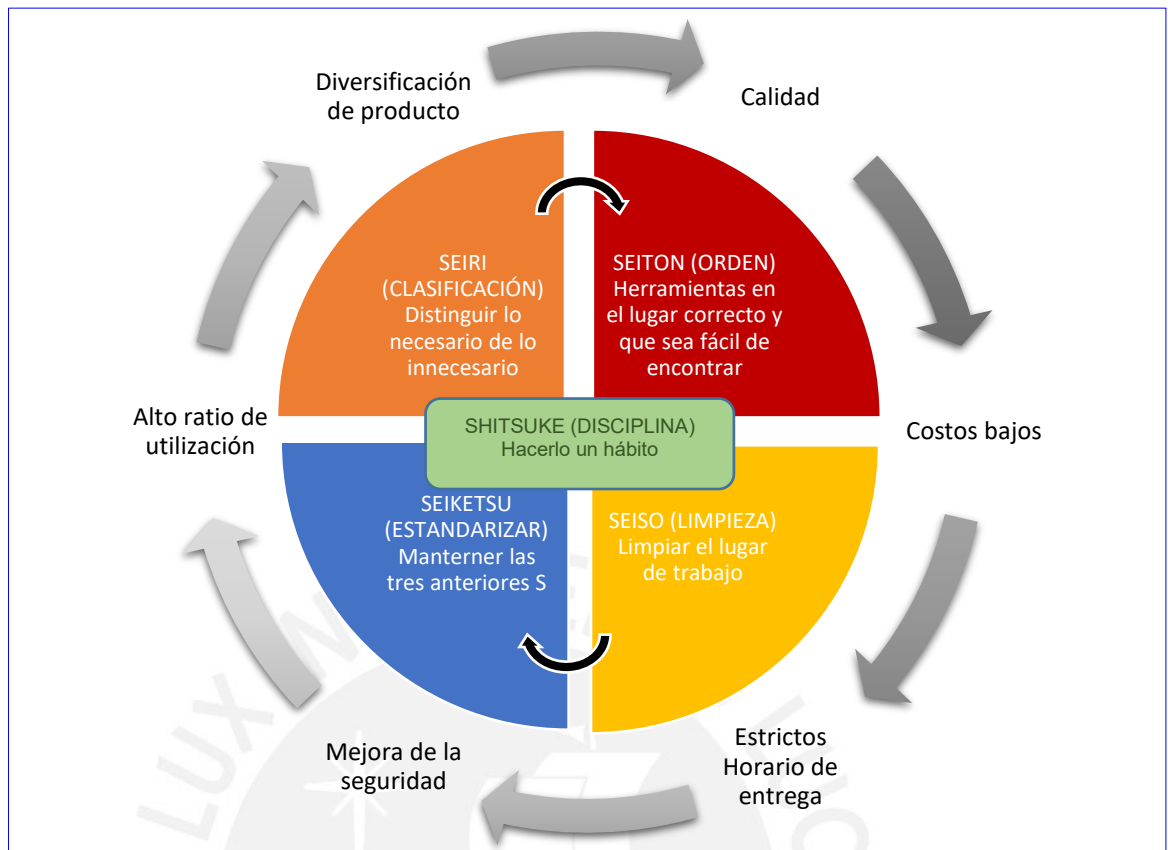 Diversificación
de producto
Calidad
SEIRI
(CLASIFICACIÓN)
Distinguir lo
necesario de lo
innecesario
SEITON (ORDEN)
Herramientas en
el lugar correcto y
que sea fácil de
encontrar
Alto ratio de
utilización
SHITSUKE (DISCIPLINA)
Hacerlo un hábito
Costos bajos
SEIKETSU
(ESTANDARIZAR)
Manterner las
tres anteriores S
SEISO (LIMPIEZA)
Limpiar el lugar
de trabajo
Mejora de la
seguridad
Estrictos
Horario de
entrega
LUX